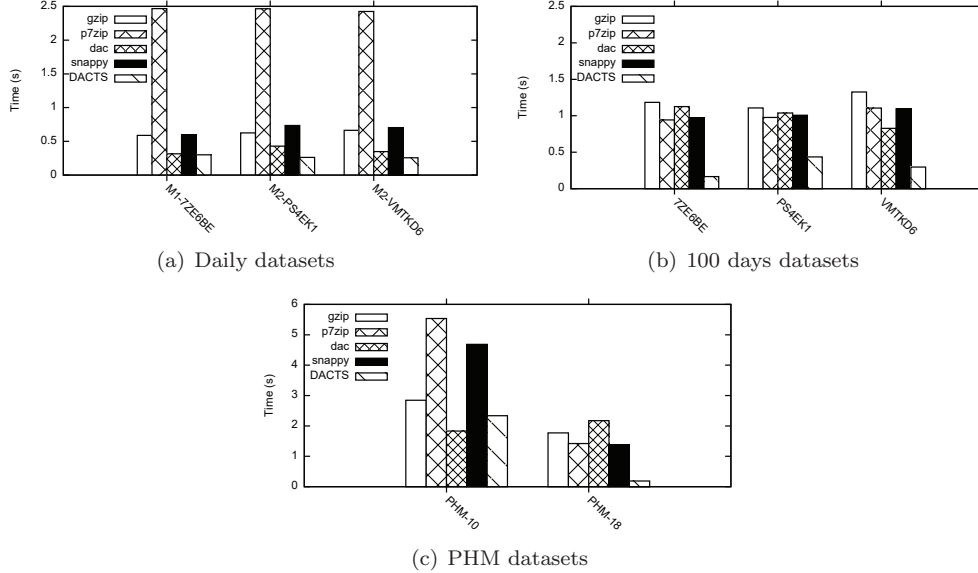 2.5
2
1.5
1
0.5
0
Time (s)
gzip
p7zip
dac
snappy
DACTS
M1-7ZE6BE
M2-PS4EK1
M2-VMTKD6
(a) Daily datasets
2.5
2
1.5
1
0.5
0
Time (s)
gzip
p7zip
dac
snappy
DACTS
7ZE6BE
PS4EK1
VMTKD6
(b) 100 days datasets
6
5
4
3
2
1
0
Time (s)
gzip
p7zip
dac
snappy
DACTS
PHM-10
PHM-18
(c) PHM datasets